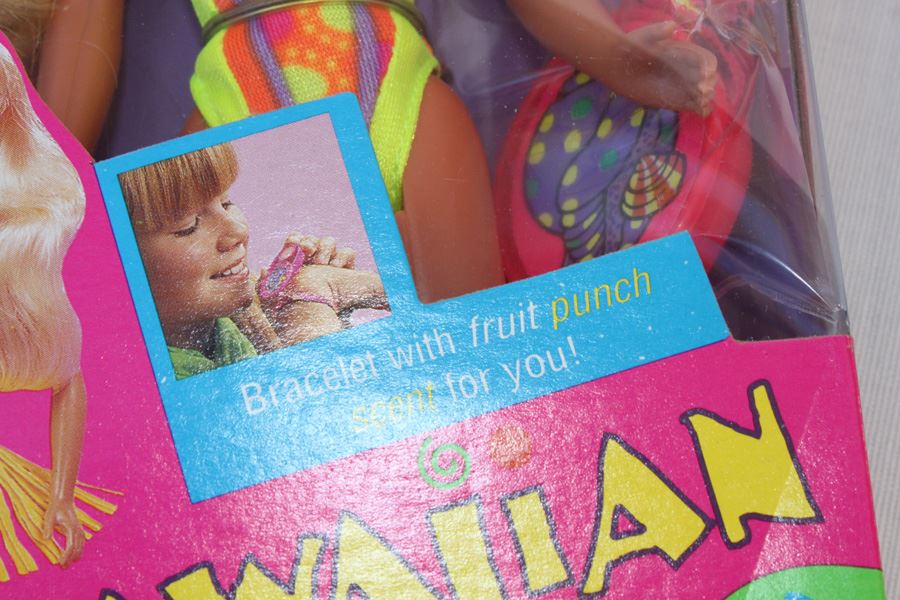 Bracelet with fruit punch
scent for you!
WAIIAN